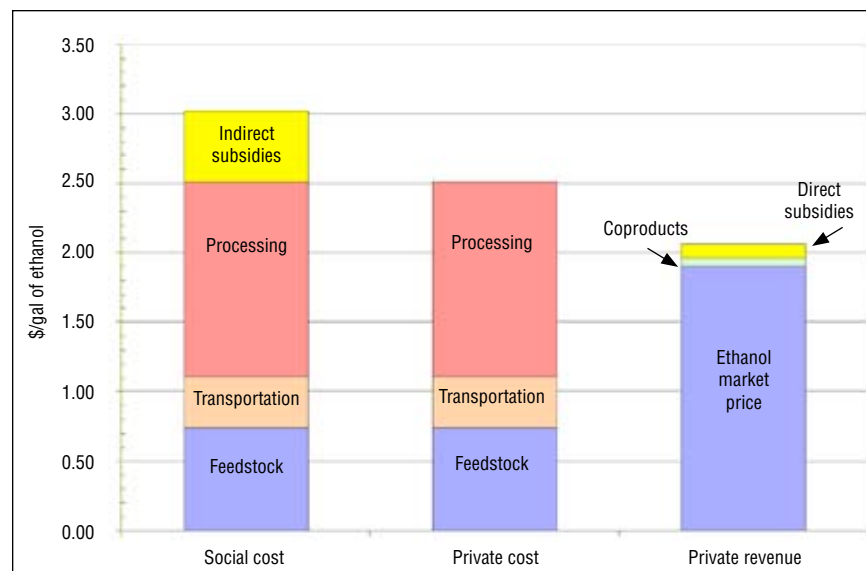 3.50
3.00
2.50
2.00
1.50
1.00
0.50
0.00
$/gal of ethanol
Indirect
subsidies
Processing
Transportation
Feedstock
Processing
Transportation
Feedstock
Direct
subsidies
Coproducts
Ethanol
market
price
Social cost
Private cost
Private revenue